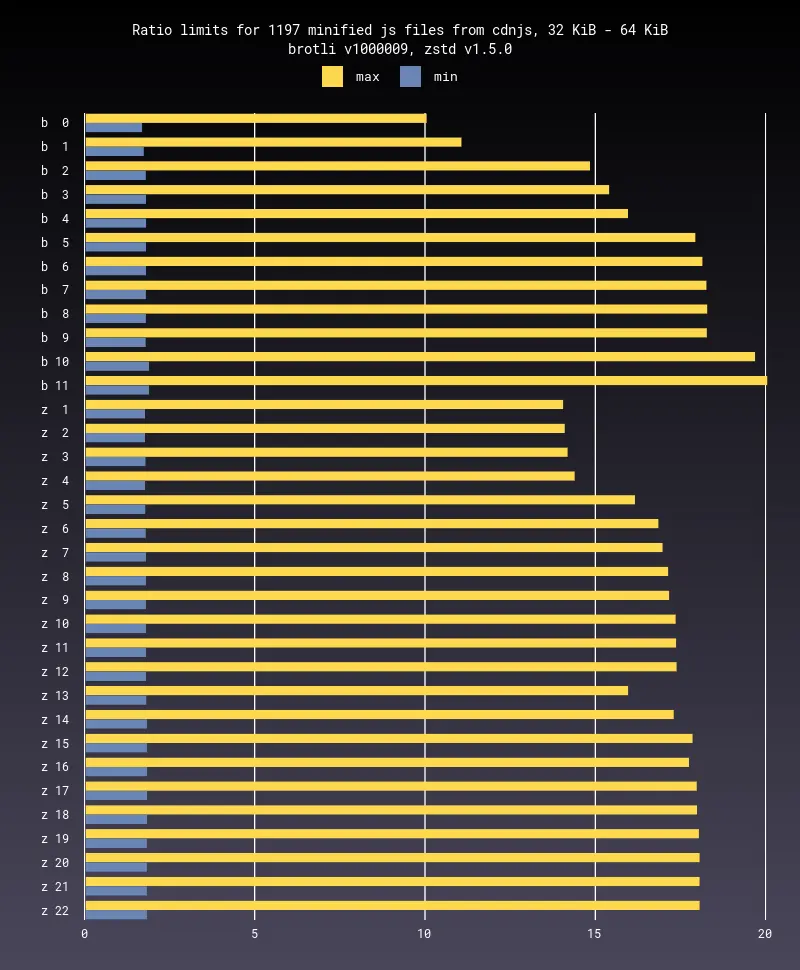 Ratio limits for 1197 minified js files from cdnjs, 32 KiB - 64 KiB
brotli v1000009, zstd v1.5.0
max min
b 0
b 1
b 2
b 3
b 4
b 5
b 6
b 7
b 8
b 9
b 10
b 11
z 1
z 2
z 3
z 4
z 5
z 6
z 7
z 8
z 9
z 10
z 11
z 12
z 13
z 14
z 15
z 16
z 17
z 18
z 19
z 20
z 21
z 22
0 5 10 15 20